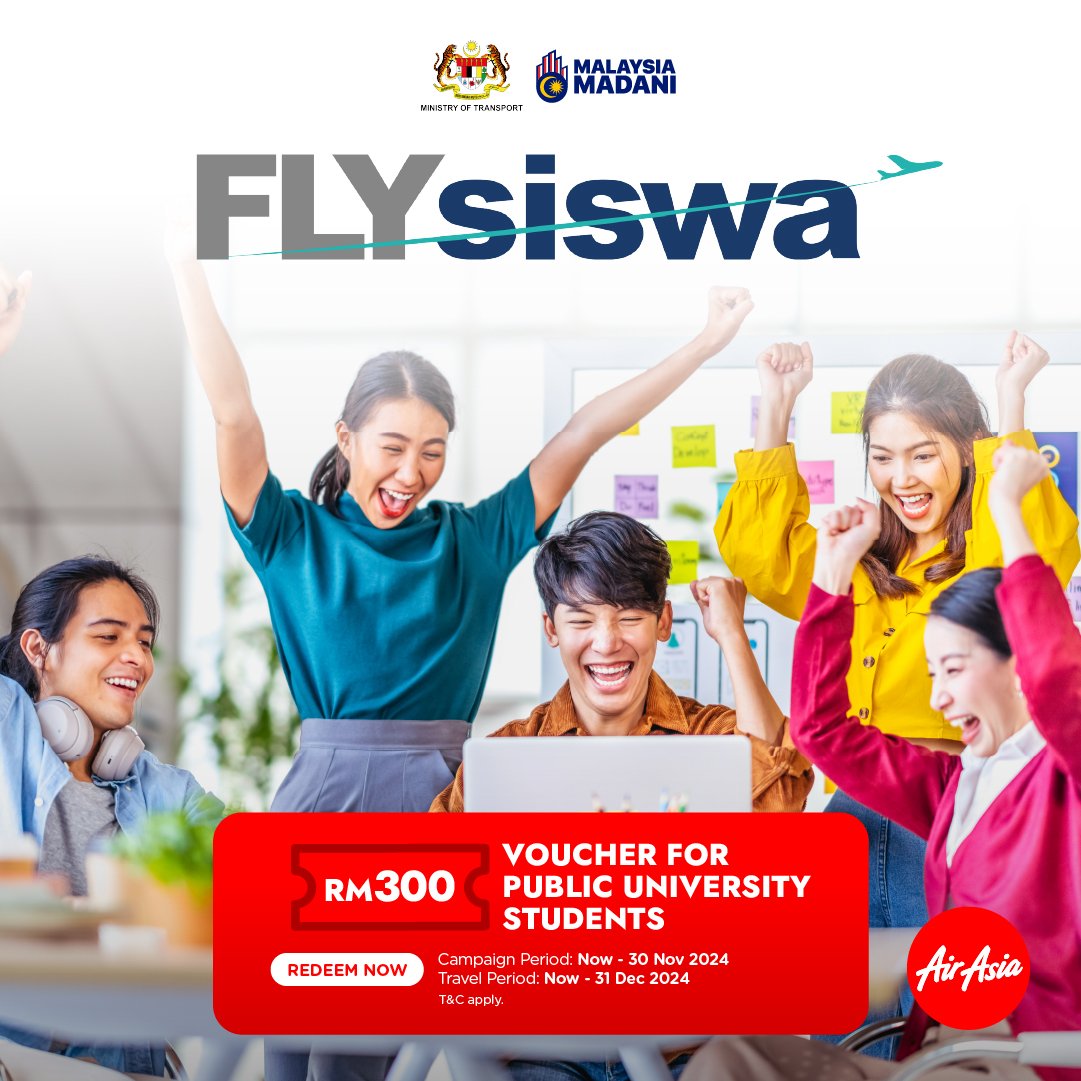 MINISTRY OF TRANSPORT
MALAYSIA
MADANI
FLYsiswa
RM300
VOUCHER FOR
PUBLIC UNIVERSITY
STUDENTS
REDEEM NOW
Campaign Period: Now - 30 Nov 2024
Travel Period: Now - 31 Dec 2024
T&C apply.
AirAsia